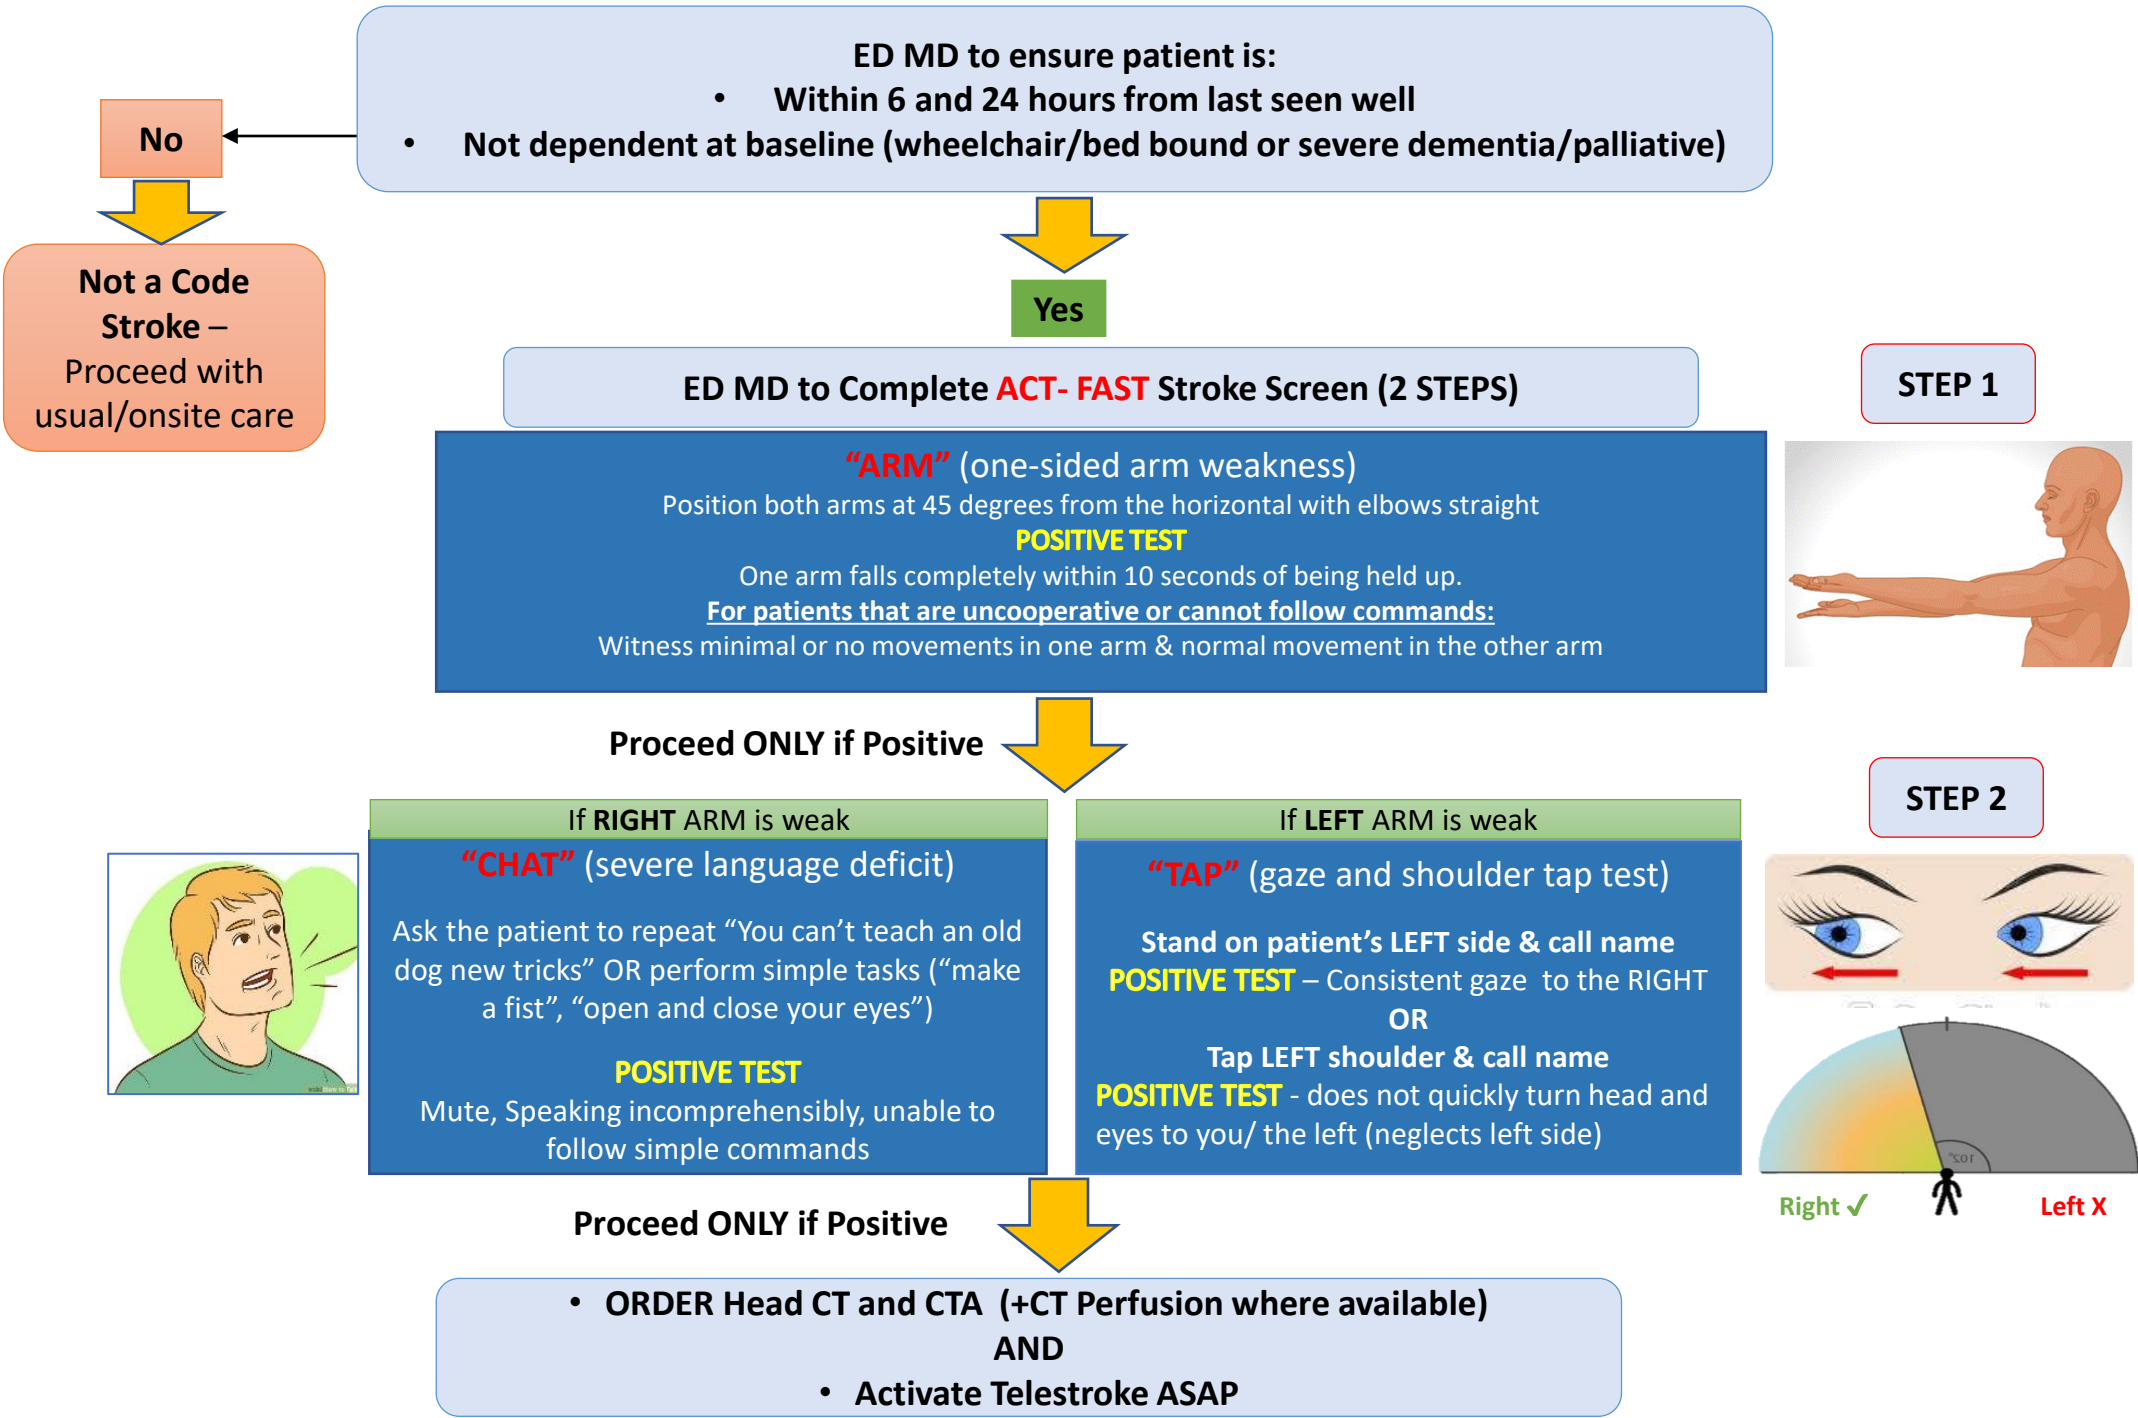 ED MD to ensure patient is:
• Within 6 and 24 hours from last seen well
• Not dependent at baseline (wheelchair/bed bound or severe dementia/palliative)
No
Not a Code
Stroke –
Proceed with
usual/onsite care
Yes
ED MD to Complete ACT- FAST Stroke Screen (2 STEPS)
STEP 1
“ARM” (one-sided arm weakness)
Position both arms at 45 degrees from the horizontal with elbows straight
POSITIVE TEST
One arm falls completely within 10 seconds of being held up.
For patients that are uncooperative or cannot follow commands:
Witness minimal or no movements in one arm & normal movement in the other arm
Proceed ONLY if Positive
STEP 2
If RIGHT ARM is weak
“CHAT” (severe language deficit)
Ask the patient to repeat “You can’t teach an old
dog new tricks” OR perform simple tasks (“make
a fist”, “open and close your eyes”)
POSITIVE TEST
Mute, Speaking incomprehensibly, unable to
follow simple commands
If LEFT ARM is weak
“TAP” (gaze and shoulder tap test)
Stand on patient’s LEFT side & call name
POSITIVE TEST – Consistent gaze to the RIGHT
OR
Tap LEFT shoulder & call name
POSITIVE TEST - does not quickly turn head and
eyes to you/ the left (neglects left side)
102°
Right ✓
Left X
Proceed ONLY if Positive
• ORDER Head CT and CTA (+CT Perfusion where available)
AND
• Activate Telestroke ASAP